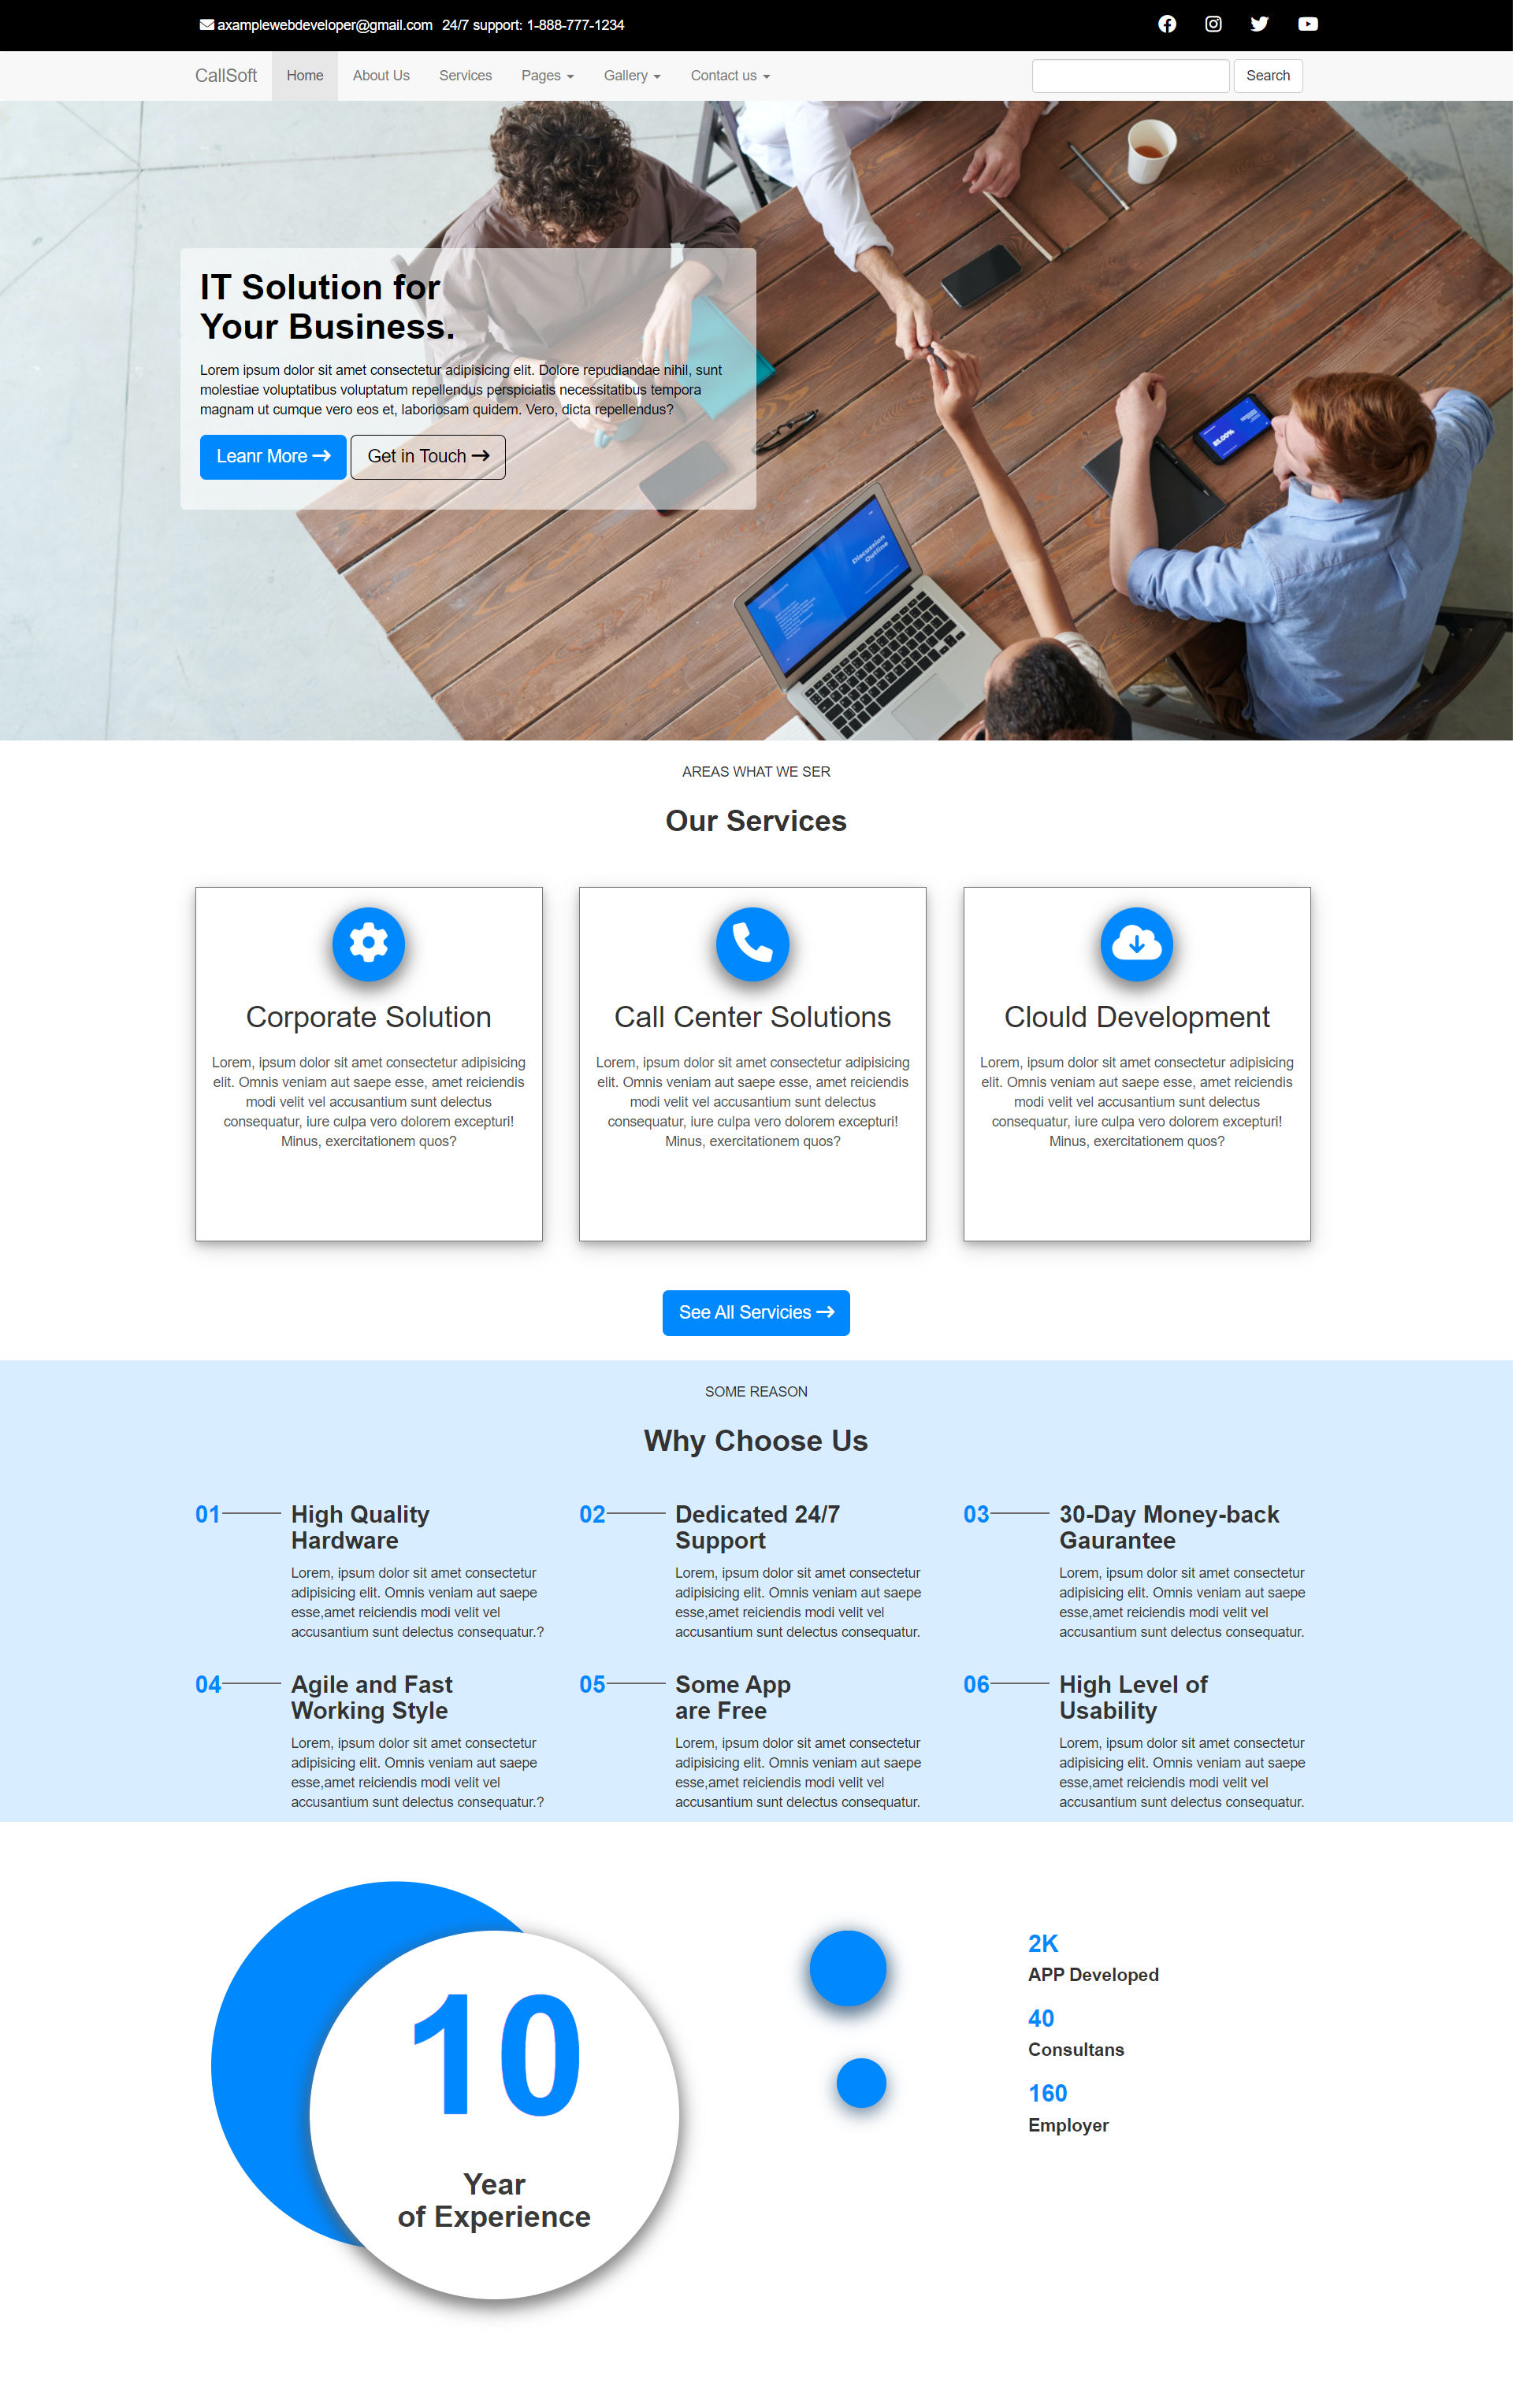 axamplewebdeveloper@gmail.com 24/7 support: 1-888-777-1234
CallSoft Home About Us Services Pages Gallery Contact us Search
IT Solution for
Your Business.
Lorem ipsum dolor sit amet consectetur adipisicing elit. Dolore repudiandae nihil, sunt
molestiae voluptatibus voluptatum repellendus perspiciatis necessitatibus tempora
magnam ut cumque vero eos et, laboriosam quidem. Vero, dicta repellendus?
Leanr More Get in Touch
85.00%
Discussion
Outline
AREAS WHAT WE SER
Our Services
Corporate Solution
Lorem, ipsum dolor sit amet consectetur adipisicing
elit. Omnis veniam aut saepe esse, amet reiciendis
modi velit vel accusantium sunt delectus
consequatur, iure culpa vero dolorem excepturi!
Minus, exercitationem quos?
Call Center Solutions
Lorem, ipsum dolor sit amet consectetur adipisicing
elit. Omnis veniam aut saepe esse, amet reiciendis
modi velit vel accusantium sunt delectus
consequatur, iure culpa vero dolorem excepturi!
Minus, exercitationem quos?
Clould Development
Lorem, ipsum dolor sit amet consectetur adipisicing
elit. Omnis veniam aut saepe esse, amet reiciendis
modi velit vel accusantium sunt delectus
consequatur, iure culpa vero dolorem excepturi!
Minus, exercitationem quos?
See All Servicies
SOME REASON
Why Choose Us
01 High Quality
Hardware
Lorem, ipsum dolor sit amet consectetur
adipisicing elit. Omnis veniam aut saepe
esse,amet reiciendis modi velit vel
accusantium sunt delectus consequatur.?
02 Dedicated 24/7
Support
Lorem, ipsum dolor sit amet consectetur
adipisicing elit. Omnis veniam aut saepe
esse,amet reiciendis modi velit vel
accusantium sunt delectus consequatur.
03 30-Day Money-back
Gaurantee
Lorem, ipsum dolor sit amet consectetur
adipisicing elit. Omnis veniam aut saepe
esse,amet reiciendis modi velit vel
accusantium sunt delectus consequatur.
04 Agile and Fast
Working Style
Lorem, ipsum dolor sit amet consectetur
adipisicing elit. Omnis veniam aut saepe
esse,amet reiciendis modi velit vel
accusantium sunt delectus consequatur.?
05 Some App
are Free
Lorem, ipsum dolor sit amet consectetur
adipisicing elit. Omnis veniam aut saepe
esse,amet reiciendis modi velit vel
accusantium sunt delectus consequatur.
06 High Level of
Usability
Lorem, ipsum dolor sit amet consectetur
adipisicing elit. Omnis veniam aut saepe
esse,amet reiciendis modi velit vel
accusantium sunt delectus consequatur.
10
Year
of Experience
2K
APP Developed
40
Consultans
160
Employer